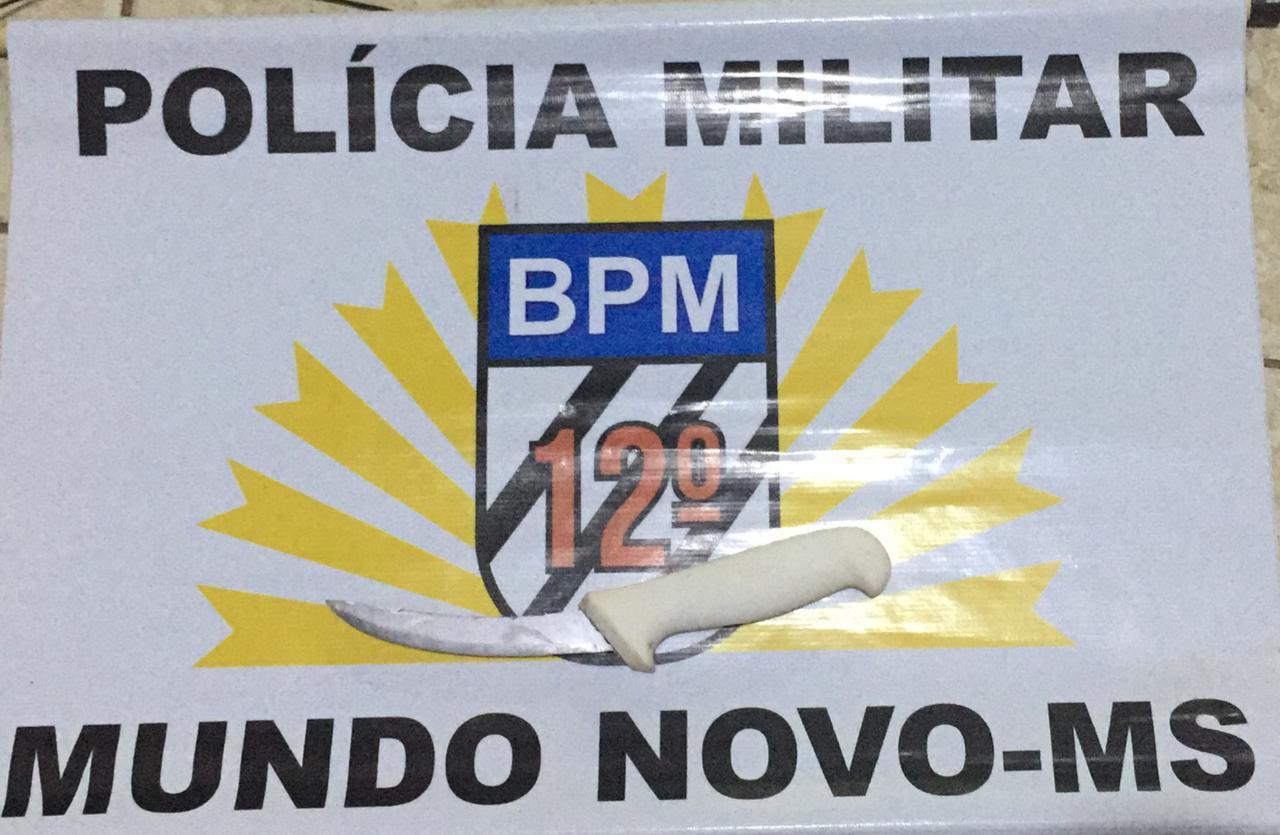 POLÍCIA MILITAR
BPM
12º
MUNDO NOVO-MS